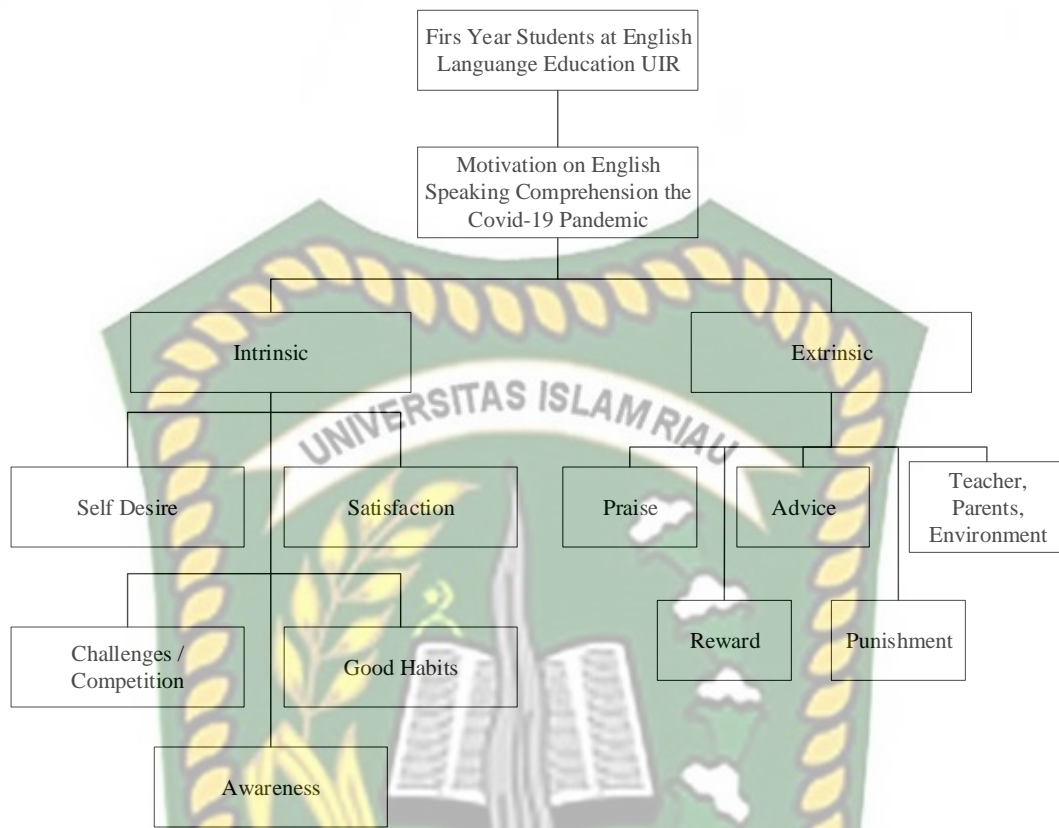 Firs Year Students at English
Languange Education UIR
Motivation on English
Speaking Comprehension the
Covid-19 Pandemic
Intrinsic
Extrinsic
UNIVERSITAS ISLAM RIAU
Self Desire
Satisfaction
Praise
Advice
Teacher,
Parents,
Environment
Challenges /
Competition
Good Habits
Reward
Punishment
Awareness